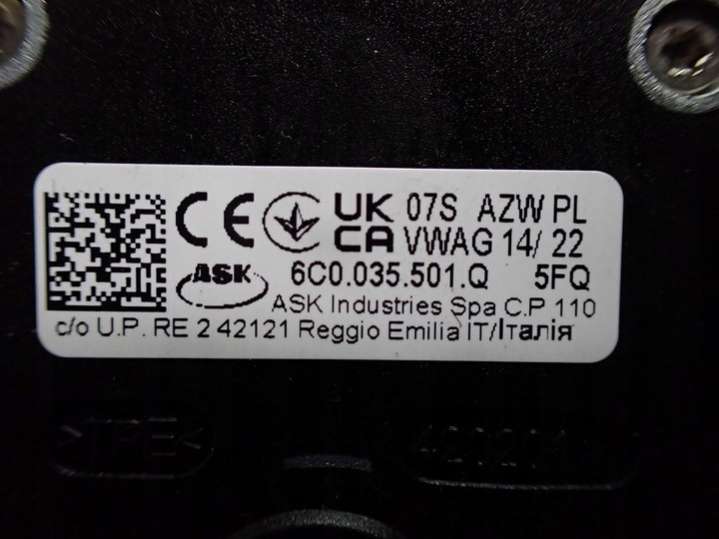 CE UK 07S AZW PL
CA VWAG 14/ 22
ASK 6C0.035.501.Q 5FQ
ASK Industries Spa C.P 110
c/o U.P. RE 2 42121 Reggio Emilia IT/Італія
>TPE<